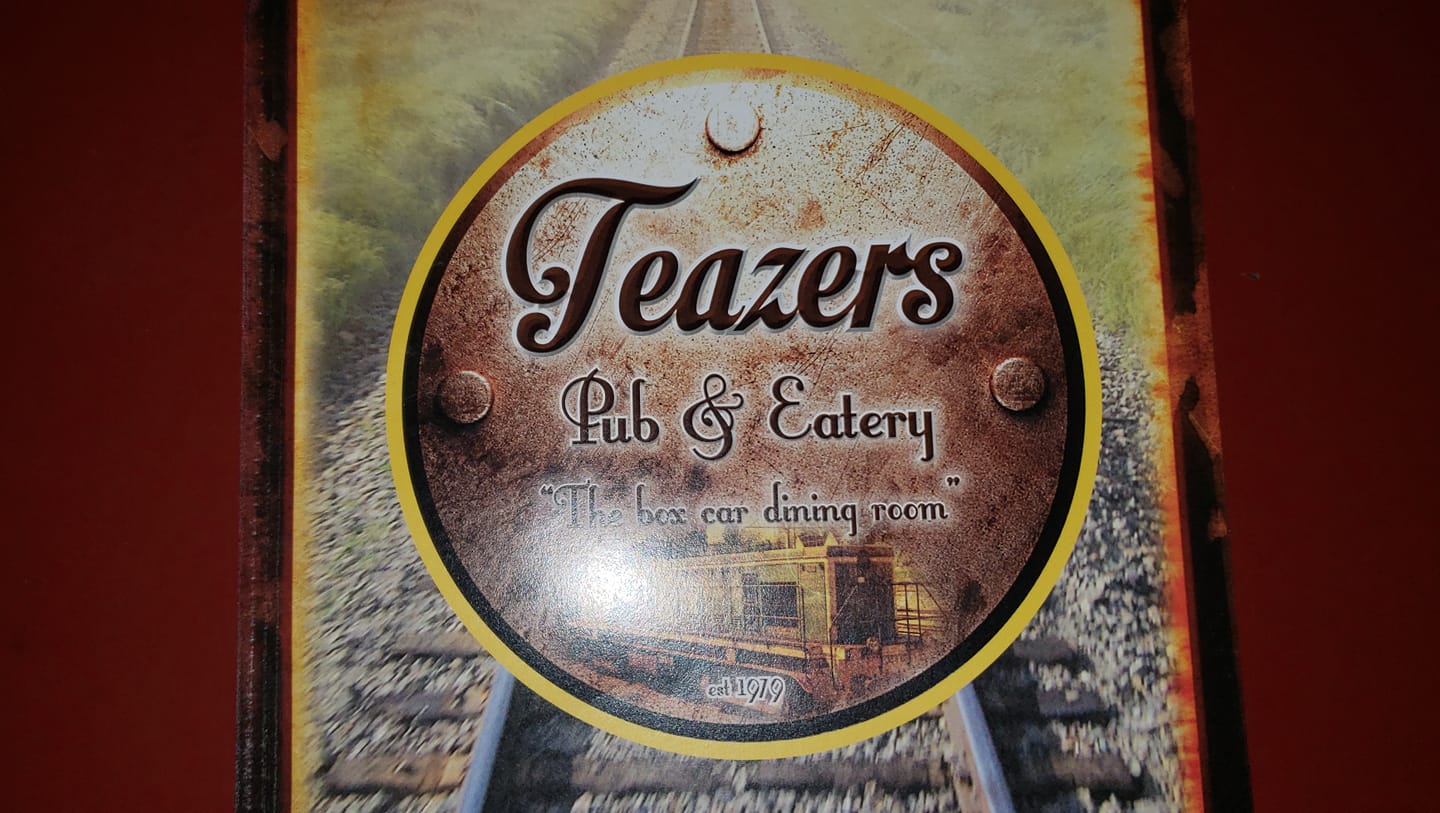 Teazers
Pub & Eatery
"The box car dining room"
est 1979